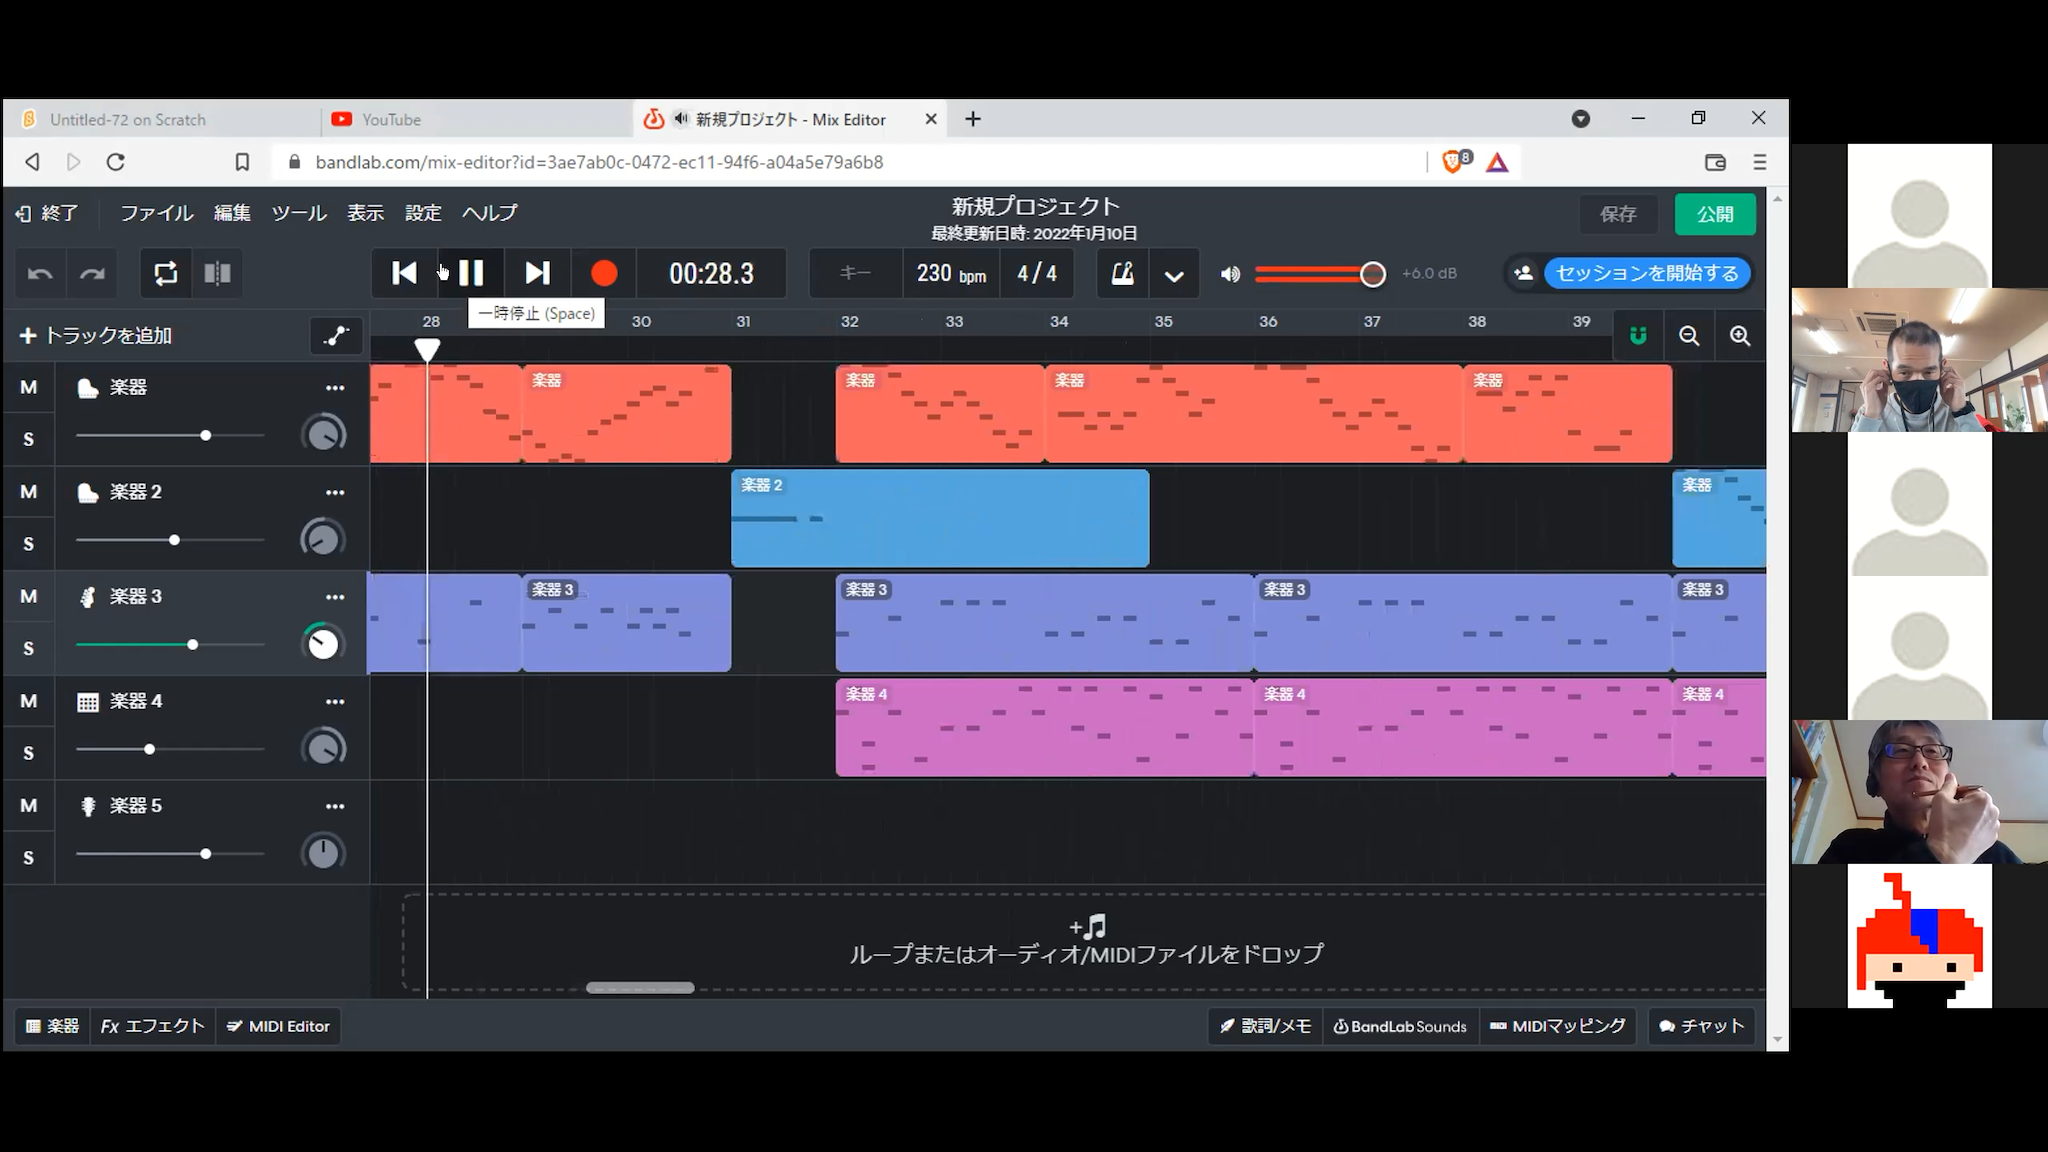 Untitled-72 on Scratch
YouTube
新規プロジェクト - Mix Editor
bandlab.com/mix-editor?id=3ae7ab0c-0472-ec11-94f6-a04a5e79a6b8
8
終了 ファイル 編集 ツール 表示 設定 ヘルプ
新規プロジェクト
最終更新日時: 2022年1月10日
保存
公開
00:28.3
キー
230 bpm
4/4
+6.0 dB
セッションを開始する
一時停止 (Space)
+ トラックを追加
28 30 31 32 33 34 35 36 37 38 39
M 楽器
S
楽器 楽器 楽器 楽器
M 楽器 2
S
楽器 2 楽器
M 楽器 3
S
楽器 3 楽器 3 楽器 3 楽器 3
M 楽器 4
S
楽器 4 楽器 4 楽器 4
M 楽器 5
S
ループまたはオーディオ/MIDIファイルをドロップ
楽器 Fx エフェクト MIDI Editor
歌詞/メモ BandLab Sounds MIDIマッピング チャット